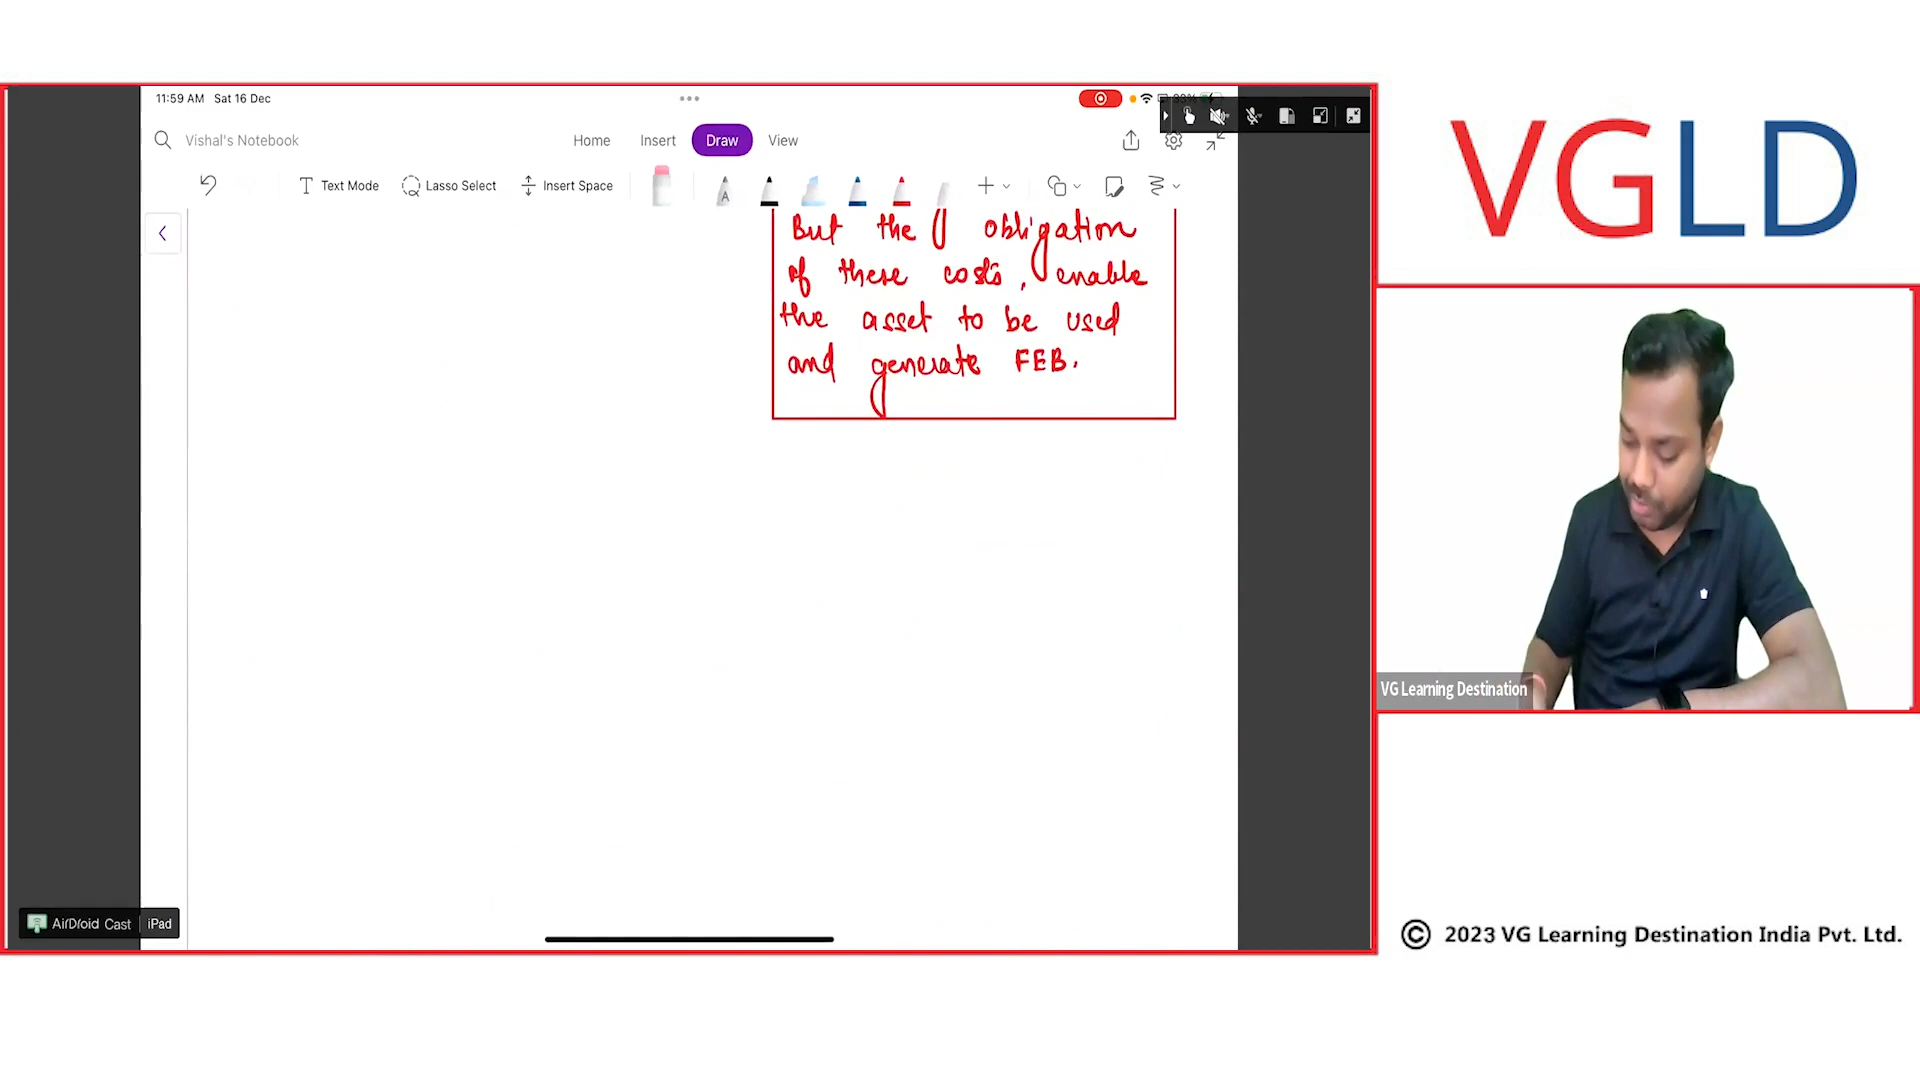 11:59 AM Sat 16 Dec
33%
Vishal's Notebook
Home Insert Draw View
Text Mode Lasso Select Insert Space
But the obligation
of these costs, enable
the asset to be used
and generate FEB.
VGLD
VG Learning Destination
AirDroid Cast iPad
© 2023 VG Learning Destination India Pvt. Ltd.